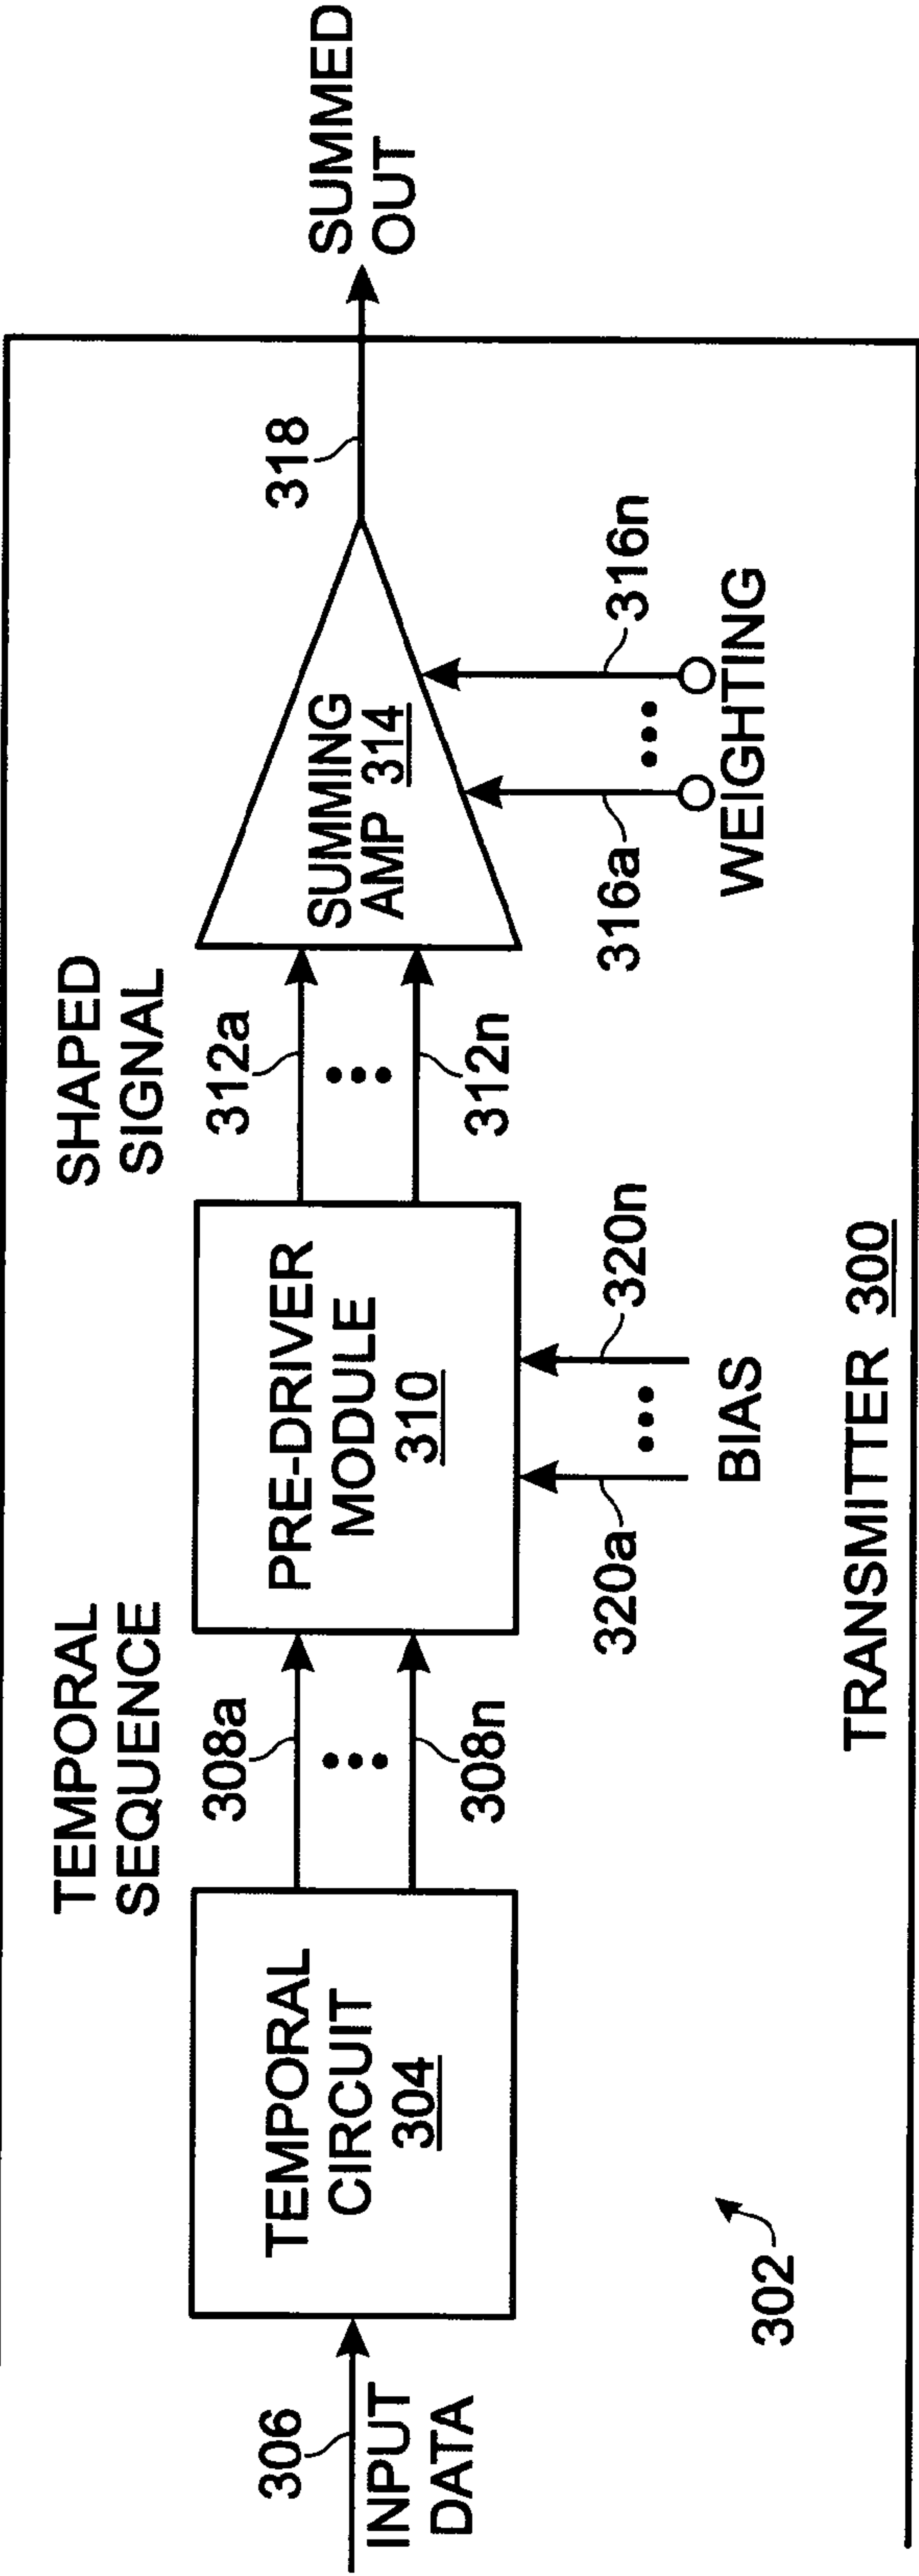 306
INPUT
DATA
TEMPORAL
CIRCUIT
304
TEMPORAL
SEQUENCE
308a
308n
PRE-DRIVER
MODULE
310
320a
320n
BIAS
SHAPED
SIGNAL
312a
312n
SUMMING
AMP 314
316a
316n
WEIGHTING
318
SUMMED
OUT
302
TRANSMITTER 300